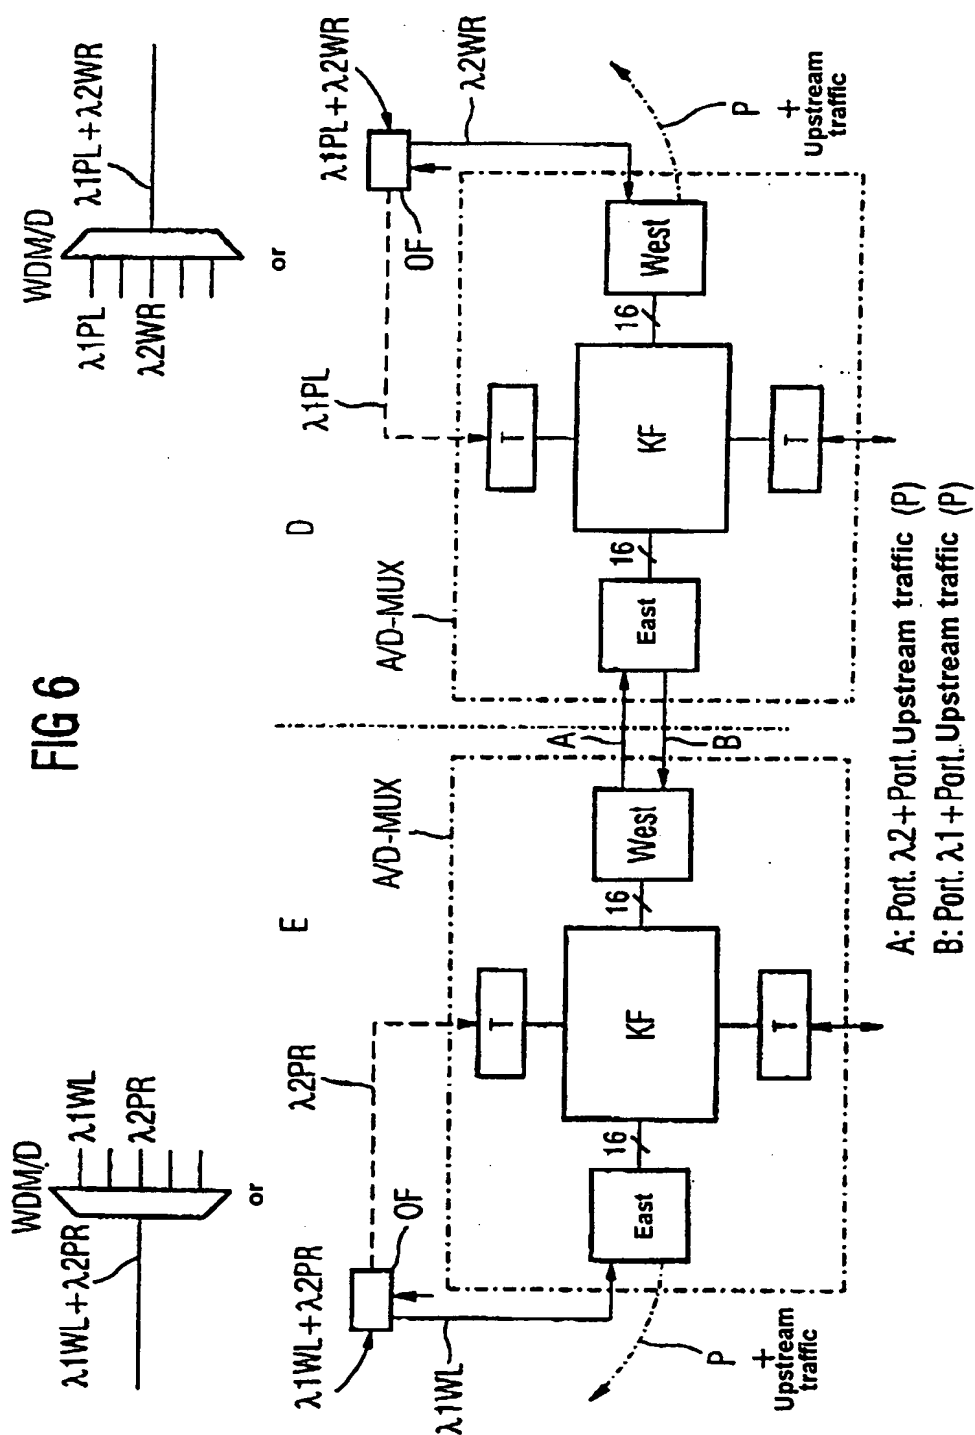 FIG 6
WDM/D
λ1WL+λ2PR
λ1WL
λ2PR
or
WDM/D
λ1PL
λ2WR
λ1PL+λ2WR
or
E
D
λ1WL+λ2PR
OF
λ2PR
λ1WL
A/D-MUX
T
East
16
KF
16
West
T
P
+
Upstream
traffic
A
B
A/D-MUX
λ1PL
OF
λ1PL+λ2WR
λ2WR
T
East
16
KF
16
West
T
P
+
Upstream
traffic
A: Port. λ2+Port. Upstream traffic (P)
B: Port. λ1+Port. Upstream traffic (P)